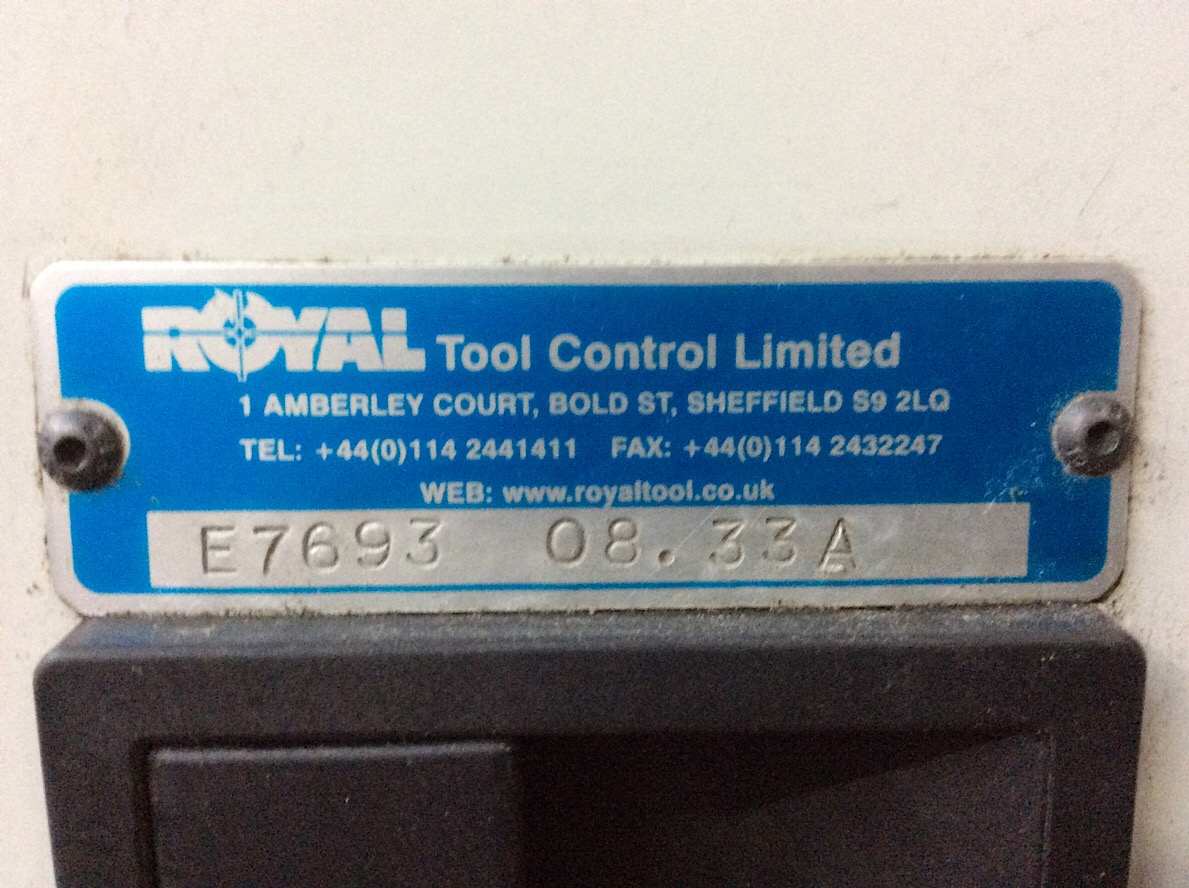 ROYAL Tool Control Limited
1 AMBERLEY COURT, BOLD ST, SHEFFIELD S9 2LQ
TEL: +44(0)114 2441411 FAX: +44(0)114 2432247
WEB: www.royaltool.co.uk
E7693 08.33A